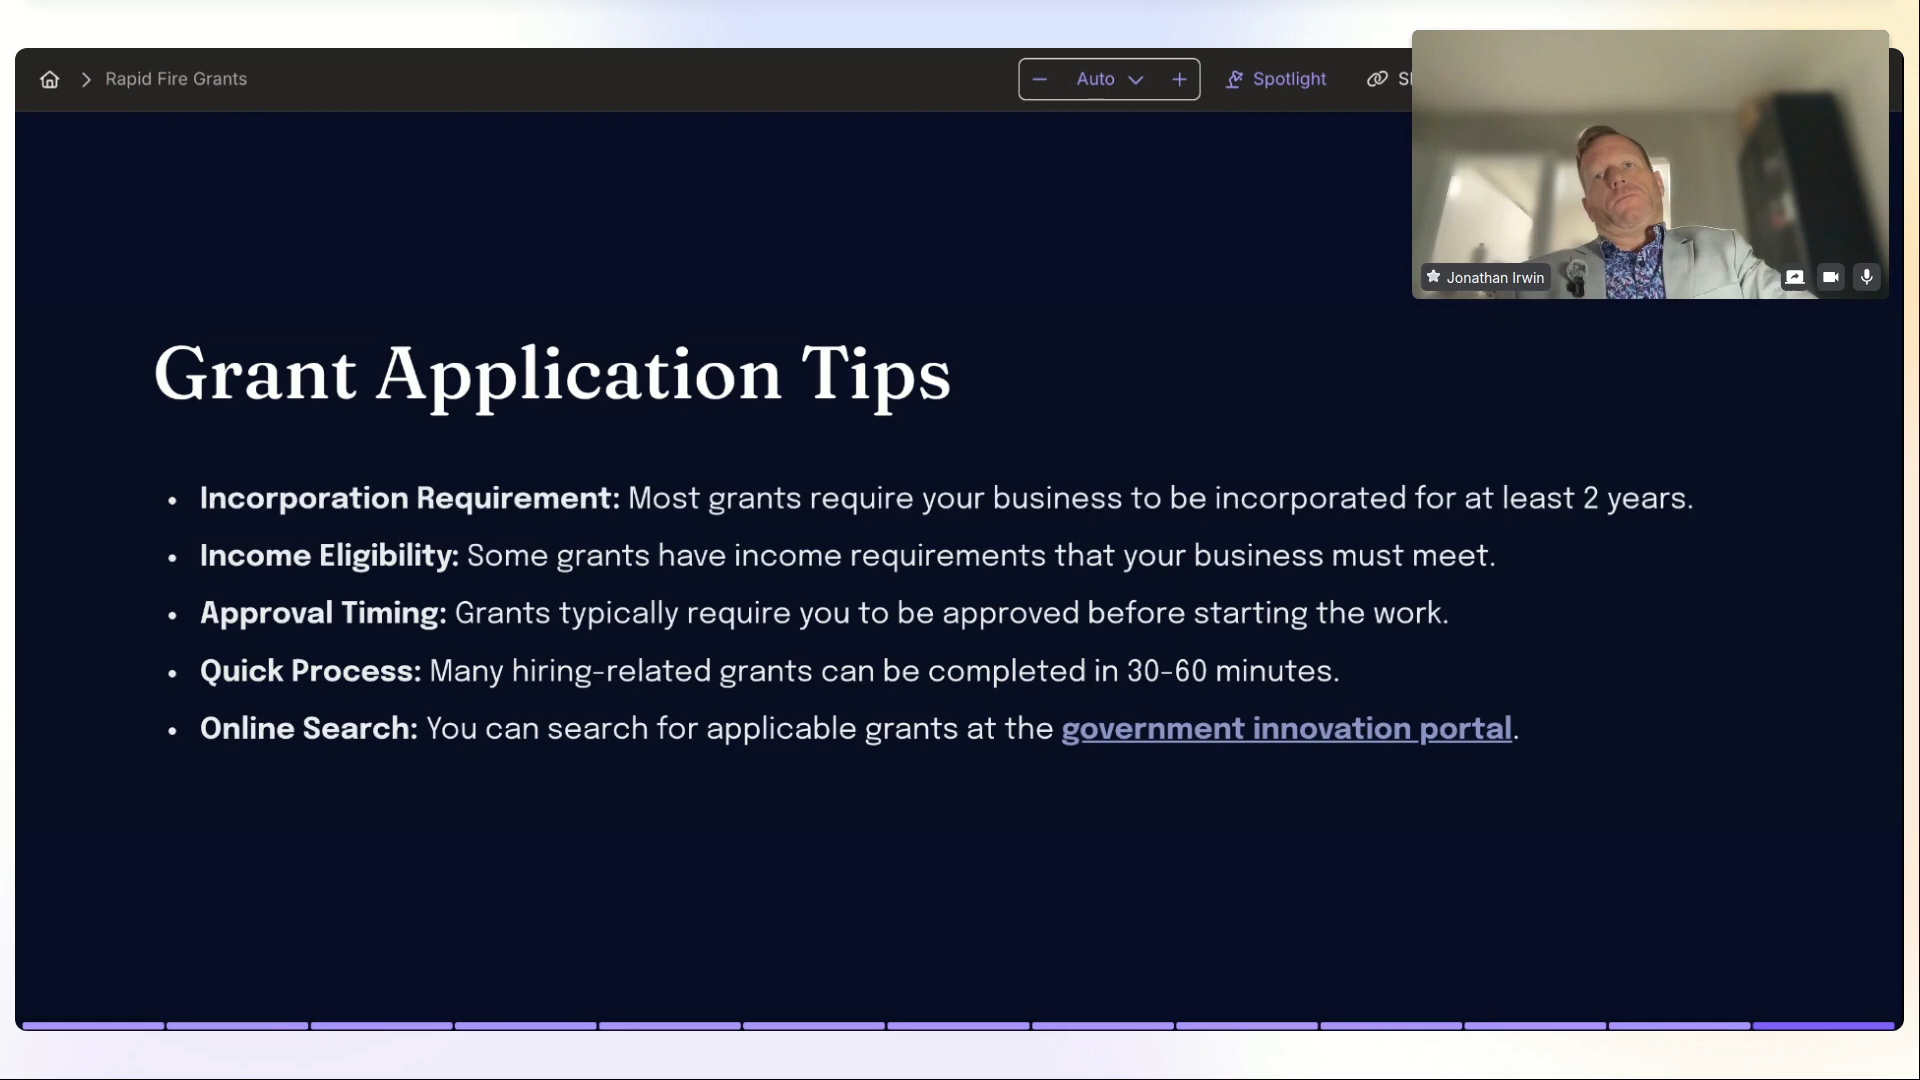 Rapid Fire Grants
Auto
Spotlight
Jonathan Irwin
Grant Application Tips
• Incorporation Requirement: Most grants require your business to be incorporated for at least 2 years.
• Income Eligibility: Some grants have income requirements that your business must meet.
• Approval Timing: Grants typically require you to be approved before starting the work.
• Quick Process: Many hiring-related grants can be completed in 30-60 minutes.
• Online Search: You can search for applicable grants at the government innovation portal.